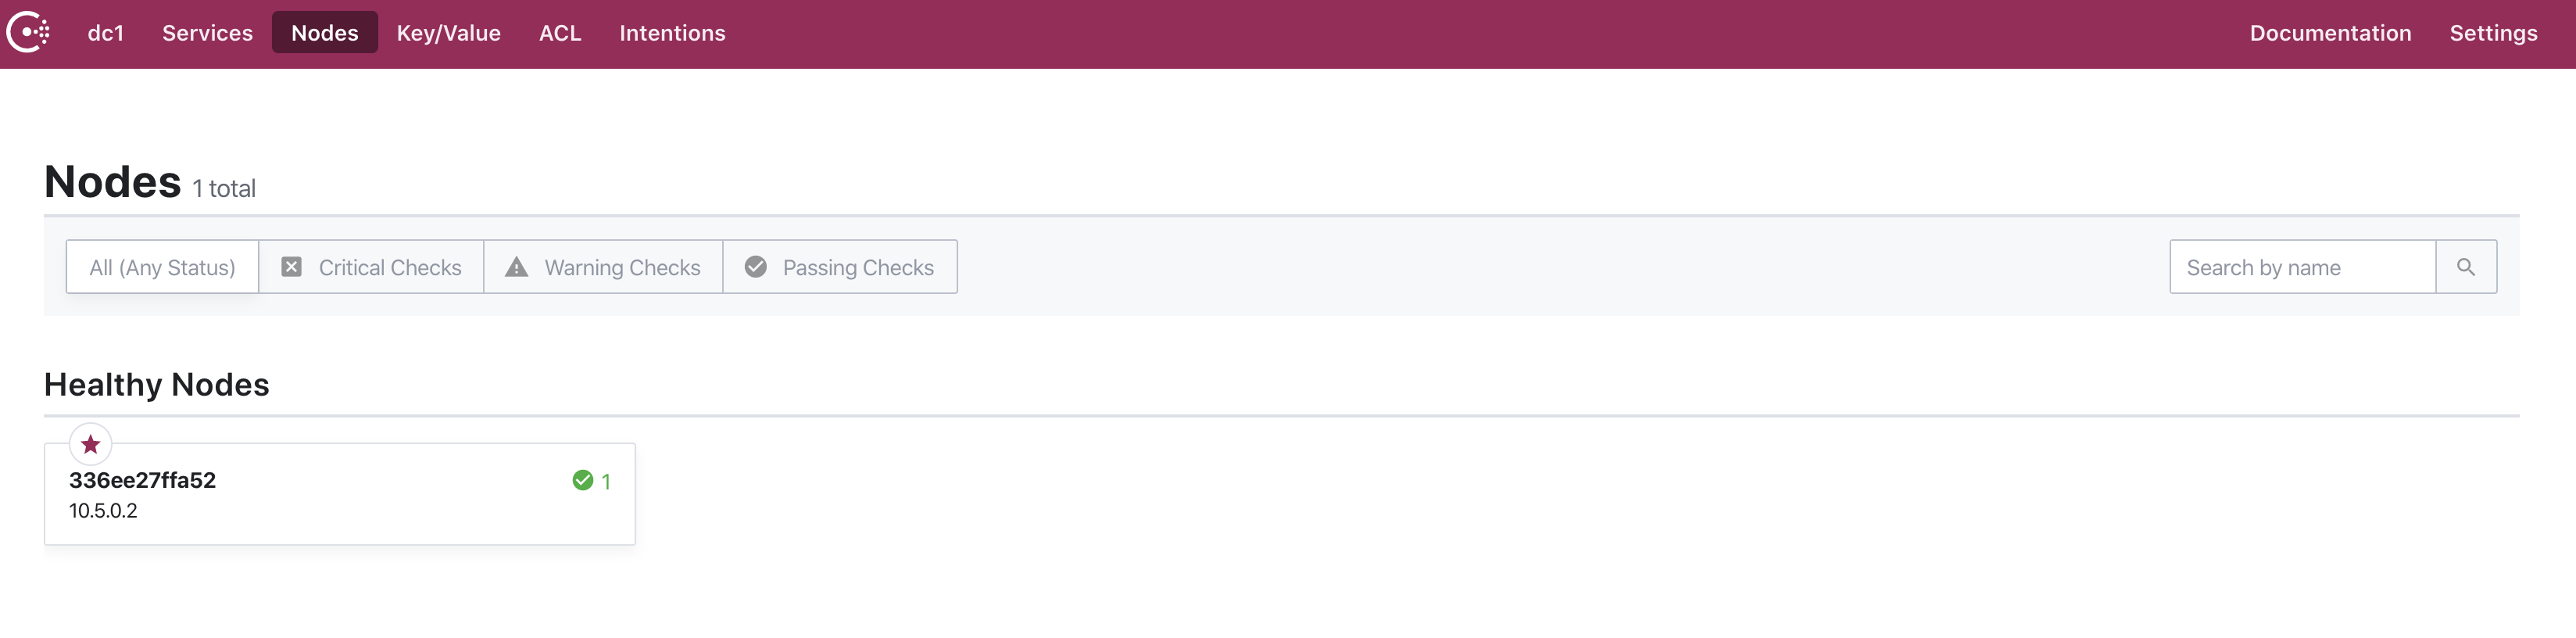 dc1 Services Nodes Key/Value ACL Intentions Documentation Settings
Nodes 1 total
All (Any Status) Critical Checks Warning Checks Passing Checks Search by name
Healthy Nodes
336ee27ffa52 1
10.5.0.2